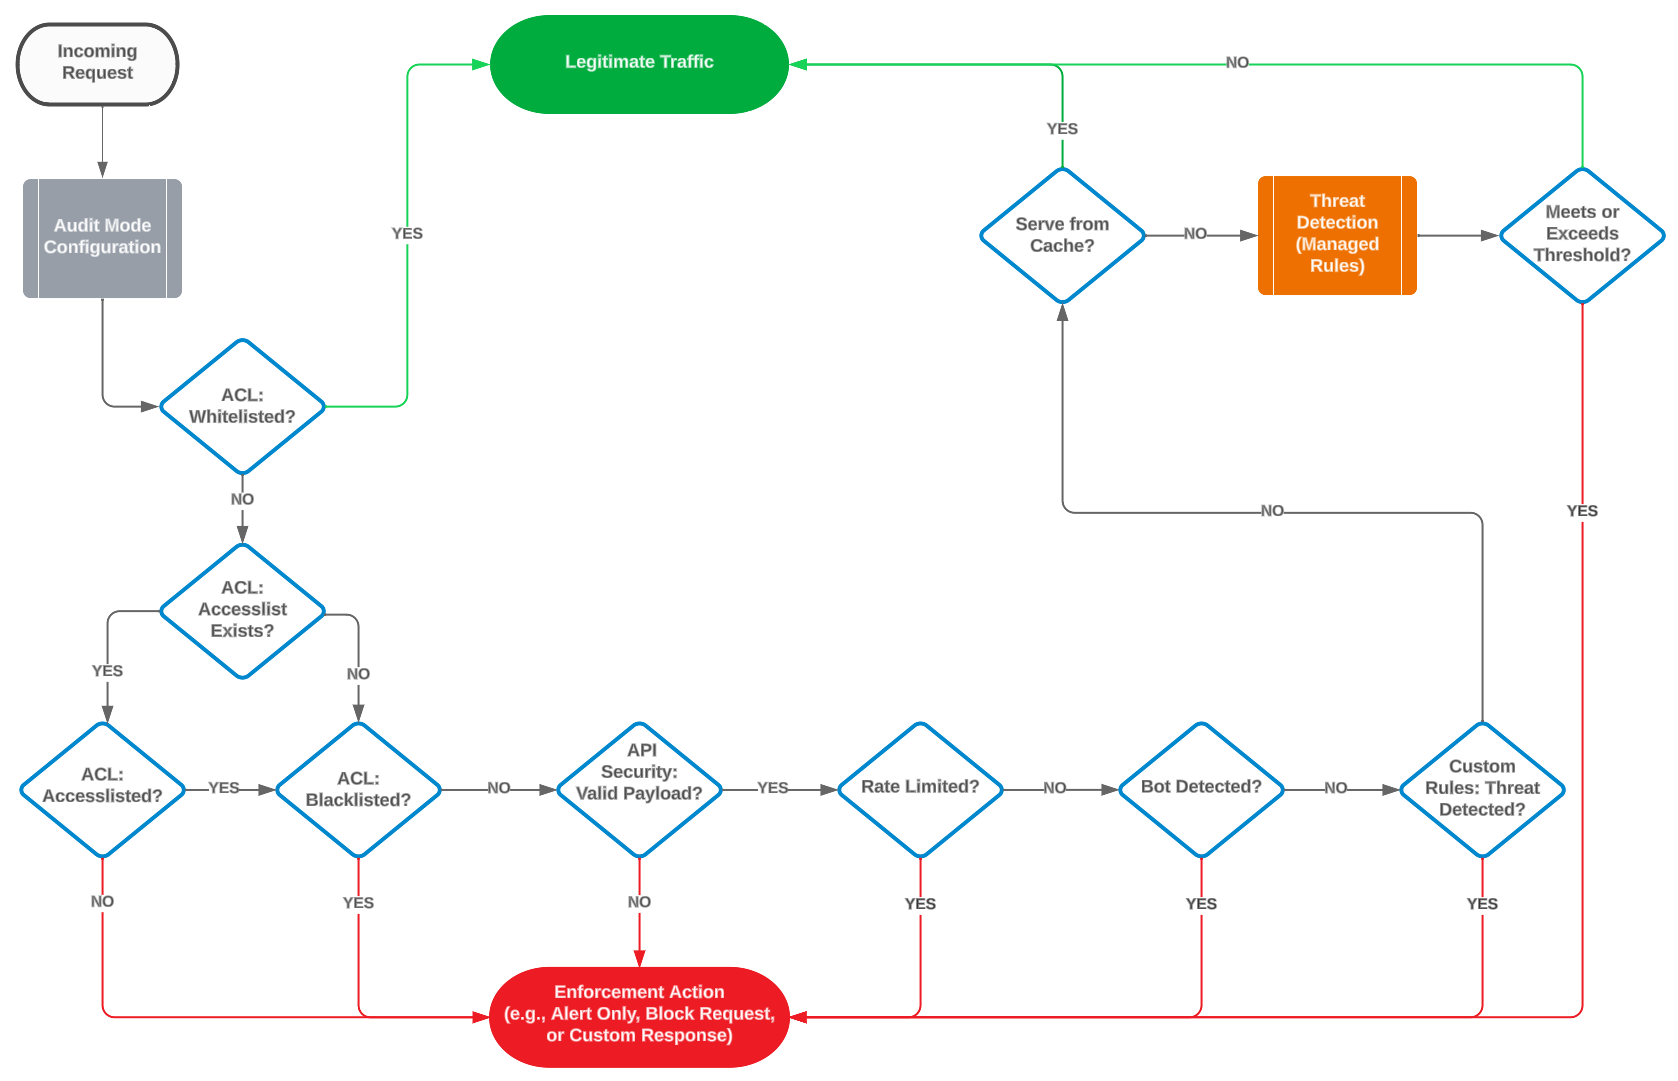 Incoming
Request
Legitimate Traffic
NO
YES
Audit Mode
Configuration
YES
Serve from
Cache?
NO
Threat
Detection
(Managed
Rules)
Meets or
Exceeds
Threshold?
ACL:
Whitelisted?
NO
NO
YES
ACL:
Accesslist
Exists?
YES
NO
ACL:
Accesslisted?
YES
ACL:
Blacklisted?
NO
API
Security:
Valid Payload?
YES
Rate Limited?
NO
Bot Detected?
NO
Custom
Rules: Threat
Detected?
NO
YES
NO
YES
YES
YES
Enforcement Action
(e.g., Alert Only, Block Request,
or Custom Response)